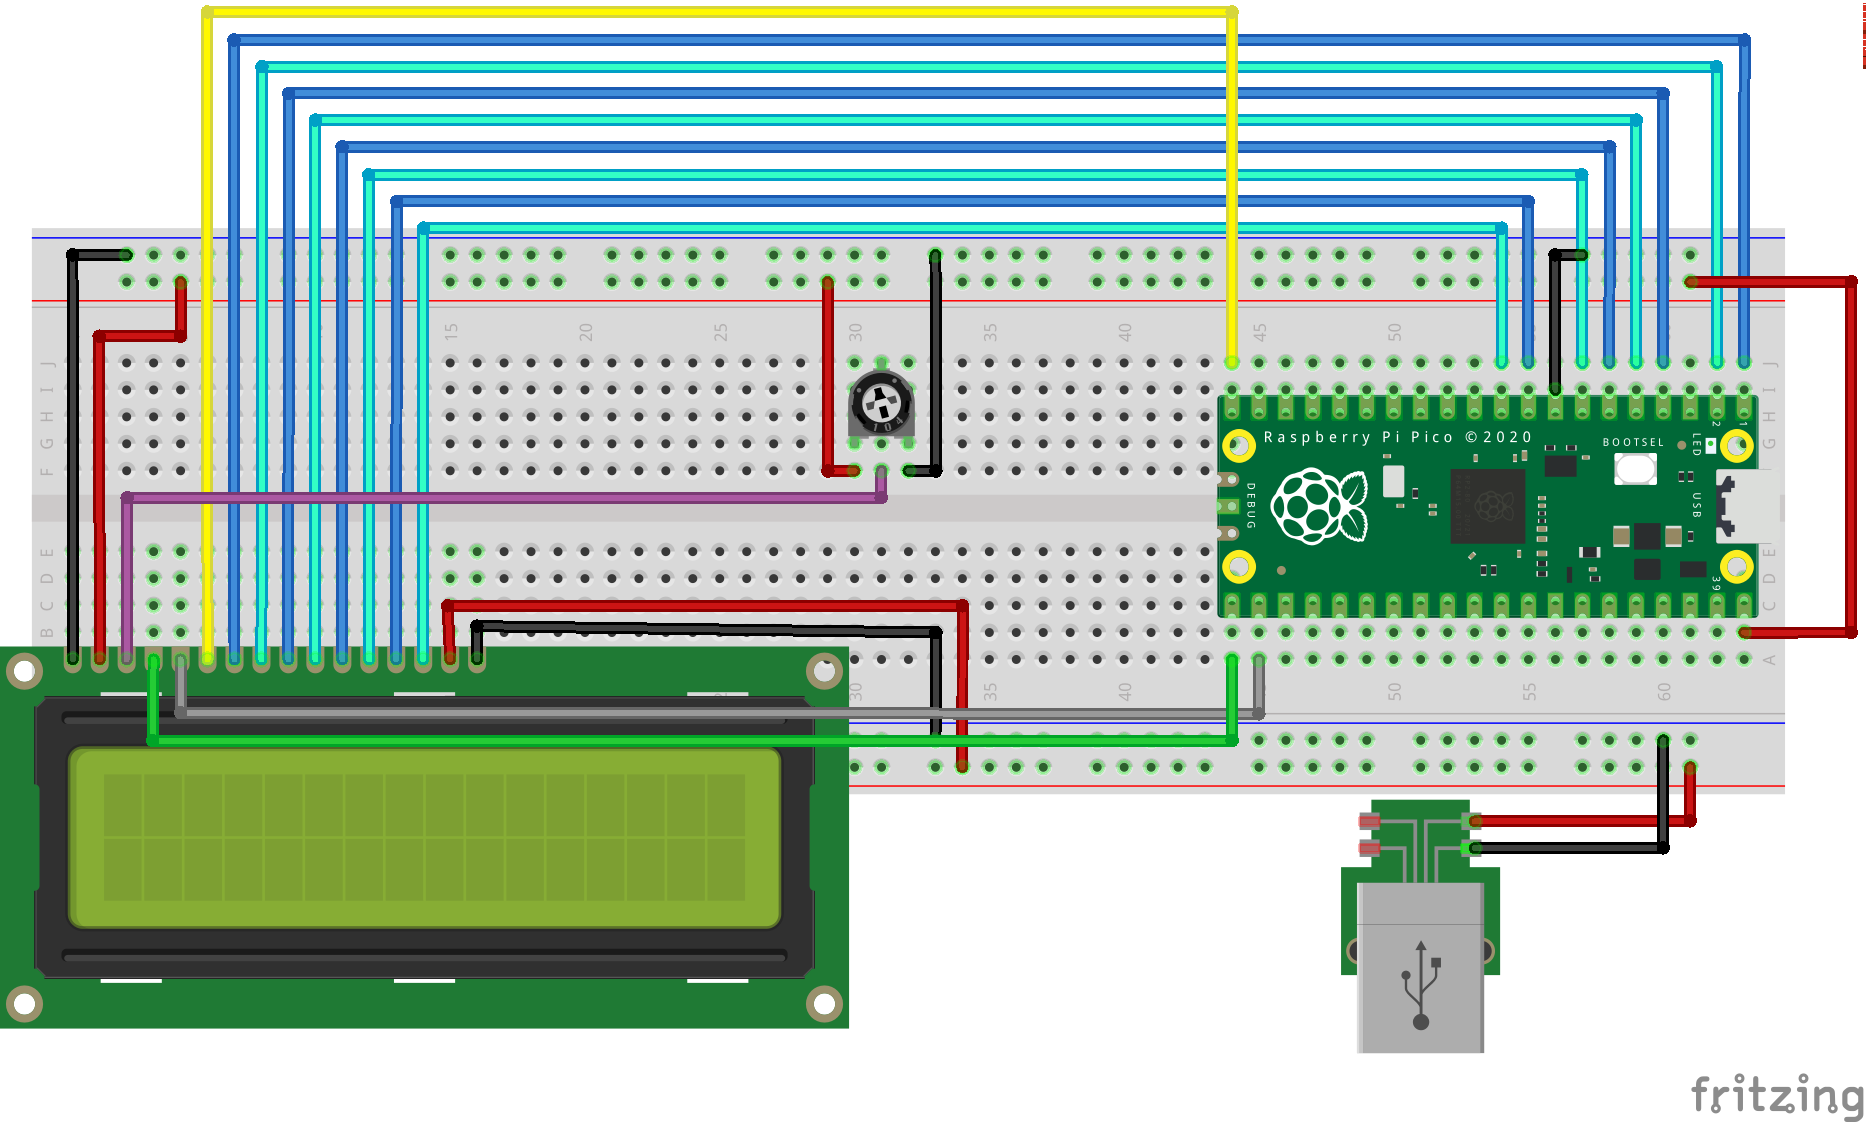 15 20 25 30 35 40 45 50
J J
I I
H H
G G
F
Raspberry Pi Pico ©2020
BOOTSEL
LED
2
1
104
DEBUG
USB
E E
D D
C C
B
A
39
30 35 40 50 55 60
fritzing